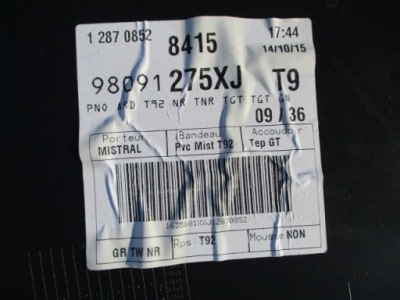 1 287 0852 8415 17:44
14/10/15
98091 275XJ T9
PNO ARD T92 NR TNR TGT TGT GN
09 / 36
Porteur Bandeau Accoudoir
MISTRAL Pvc Mist T92 Tep GT
GR TW NR Rps T92 Mousse NON